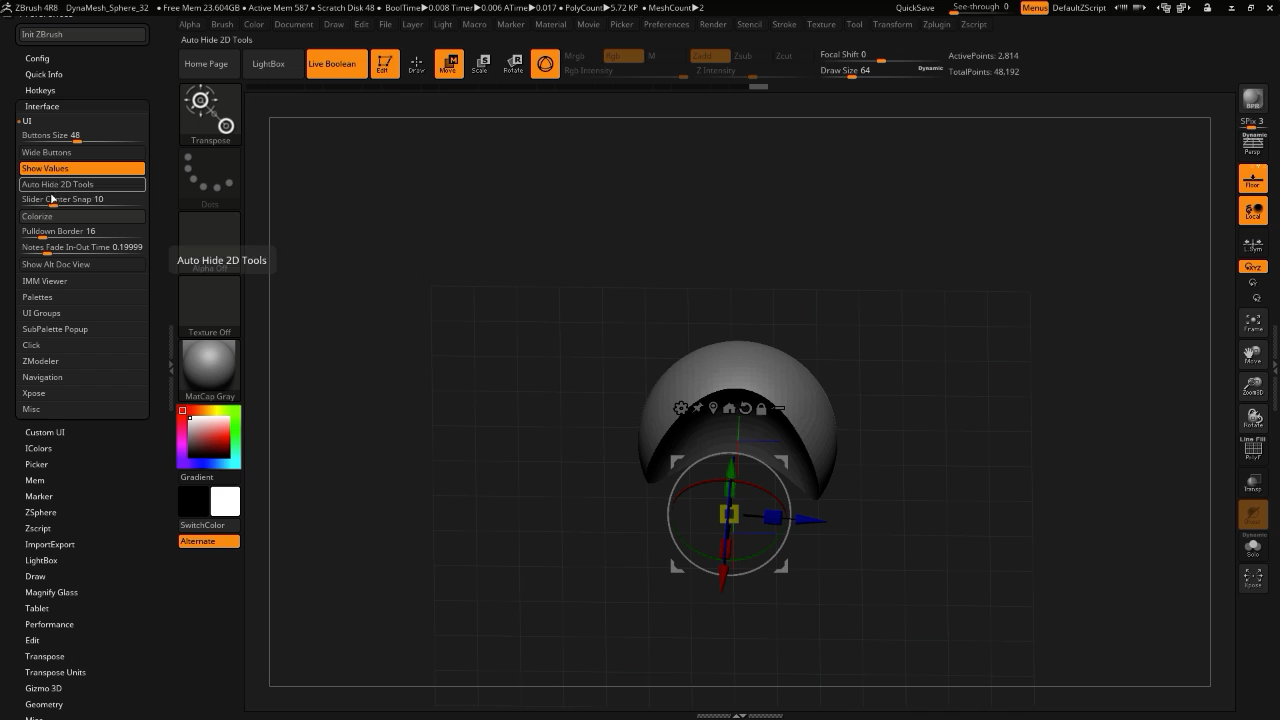 ZBrush 4R8 DynaMesh_Sphere_32 • Free Mem 23.604GB • Active Mem 587 • Scratch Disk 48 • BoolTime▶0.008 Timer▶0.006 ATime▶0.017 • PolyCount▶5.72 KP • MeshCount▶2 QuickSave See-through 0 Menus DefaultZScript
Alpha Brush Color Document Draw Edit File Layer Light Macro Marker Material Movie Picker Preferences Render Stencil Stroke Texture Tool Transform Zplugin Zscript
Auto Hide 2D Tools
Home Page LightBox Live Boolean Edit Draw Move Scale Rotate
Mrgb Rgb M Zadd Zsub Zcut
Rgb Intensity Z Intensity
Focal Shift 0
Draw Size 64 Dynamic
ActivePoints: 2,814
TotalPoints: 48,192
Init ZBrush
Config
Quick Info
Hotkeys
Interface
UI
Buttons Size 48
Wide Buttons
Show Values
Auto Hide 2D Tools
Slider Center Snap 10
Colorize
Pulldown Border 16
Notes Fade In-Out Time 0.19999
Show Alt Doc View
IMM Viewer
Palettes
UI Groups
SubPalette Popup
Click
ZModeler
Navigation
Xpose
Misc
Custom UI
IColors
Picker
Mem
Marker
ZSphere
Zscript
ImportExport
LightBox
Draw
Magnify Glass
Tablet
Performance
Edit
Transpose
Transpose Units
Gizmo 3D
Geometry
Transpose
Dots
Auto Hide 2D Tools
Alpha Off
Texture Off
MatCap Gray
Gradient
SwitchColor
Alternate
BPR
SPix 3
Dynamic
Persp
Floor
Local
L.Sym
XYZ
Frame
Move
Zoom3D
Rotate
Line Fill
PolyF
Transp
Dynamic
Solo
Xpose